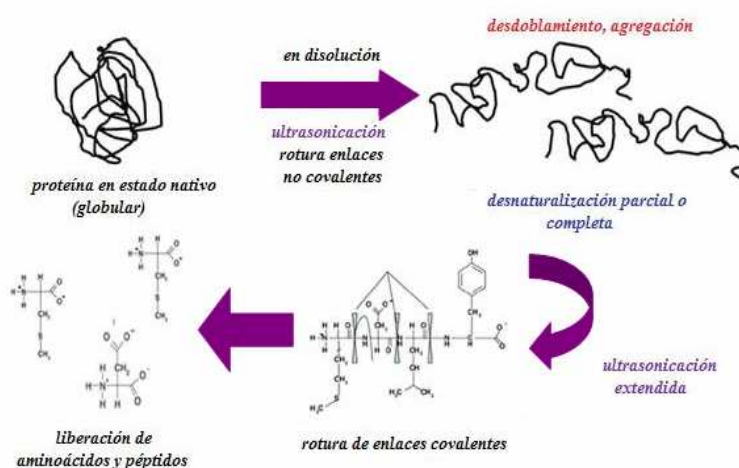 desdoblamiento, agregación
en disolución
ultrasonicación
rotura enlaces
no covalentes
proteína en estado nativo
(globular)
desnaturalización parcial o
completa
ultrasonicación
extendida
rotura de enlaces covalentes
liberación de
aminoácidos y péptidos